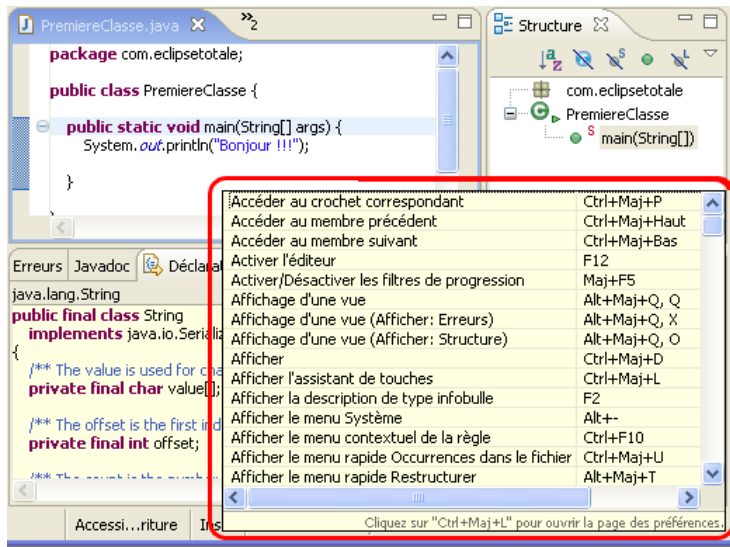 PremiereClasse.java
»2
package com.eclipsetotale;
public class PremiereClasse {
public static void main(String[] args) {
System.out.println("Bonjour !!!");
}
Structure
com.eclipsetotale
PremiereClasse
S main(String[])
Erreurs Javadoc
java.lang.String
public final class String
implements java.io.
{
/** The value is used for
private final char value[];
/** The offset is the first
private final int offset;
Accéder au crochet correspondant Ctrl+Maj+P
Accéder au membre précédent Ctrl+Maj+Haut
Accéder au membre suivant Ctrl+Maj+Bas
Activer l'éditeur F12
Activer/Désactiver les filtres de progression Maj+F5
Affichage d'une vue Alt+Maj+Q, Q
Affichage d'une vue (Afficher: Erreurs) Alt+Maj+Q, X
Affichage d'une vue (Afficher: Structure) Alt+Maj+Q, O
Afficher Ctrl+Maj+D
Afficher l'assistant de touches Ctrl+Maj+L
Afficher la description de type infobulle F2
Afficher le menu Système Alt+-
Afficher le menu contextuel de la règle Ctrl+F10
Afficher le menu rapide Occurrences dans le fichier Ctrl+Maj+U
Afficher le menu rapide Restructurer Alt+Maj+T
Cliquez sur "Ctrl+Maj+L" pour ouvrir la page des préférences.
Accessi...riture